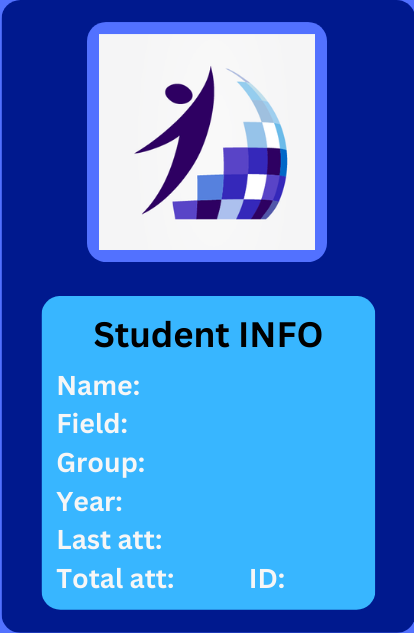 Student INFO
Name:
Field:
Group:
Year:
Last att:
Total att: ID: